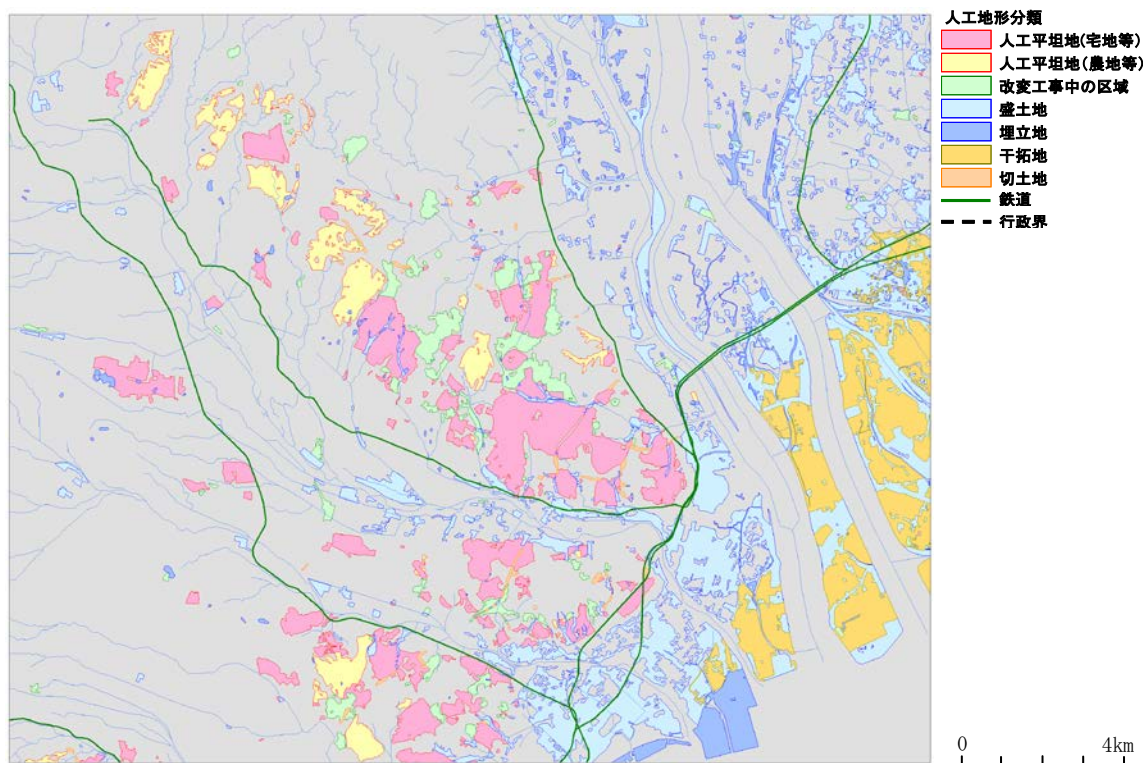 人工地形分類
人工平坦地(宅地等)
人工平坦地(農地等)
改変工事中の区域
盛土地
埋立地
干拓地
切土地
鉄道
行政界
0 4km